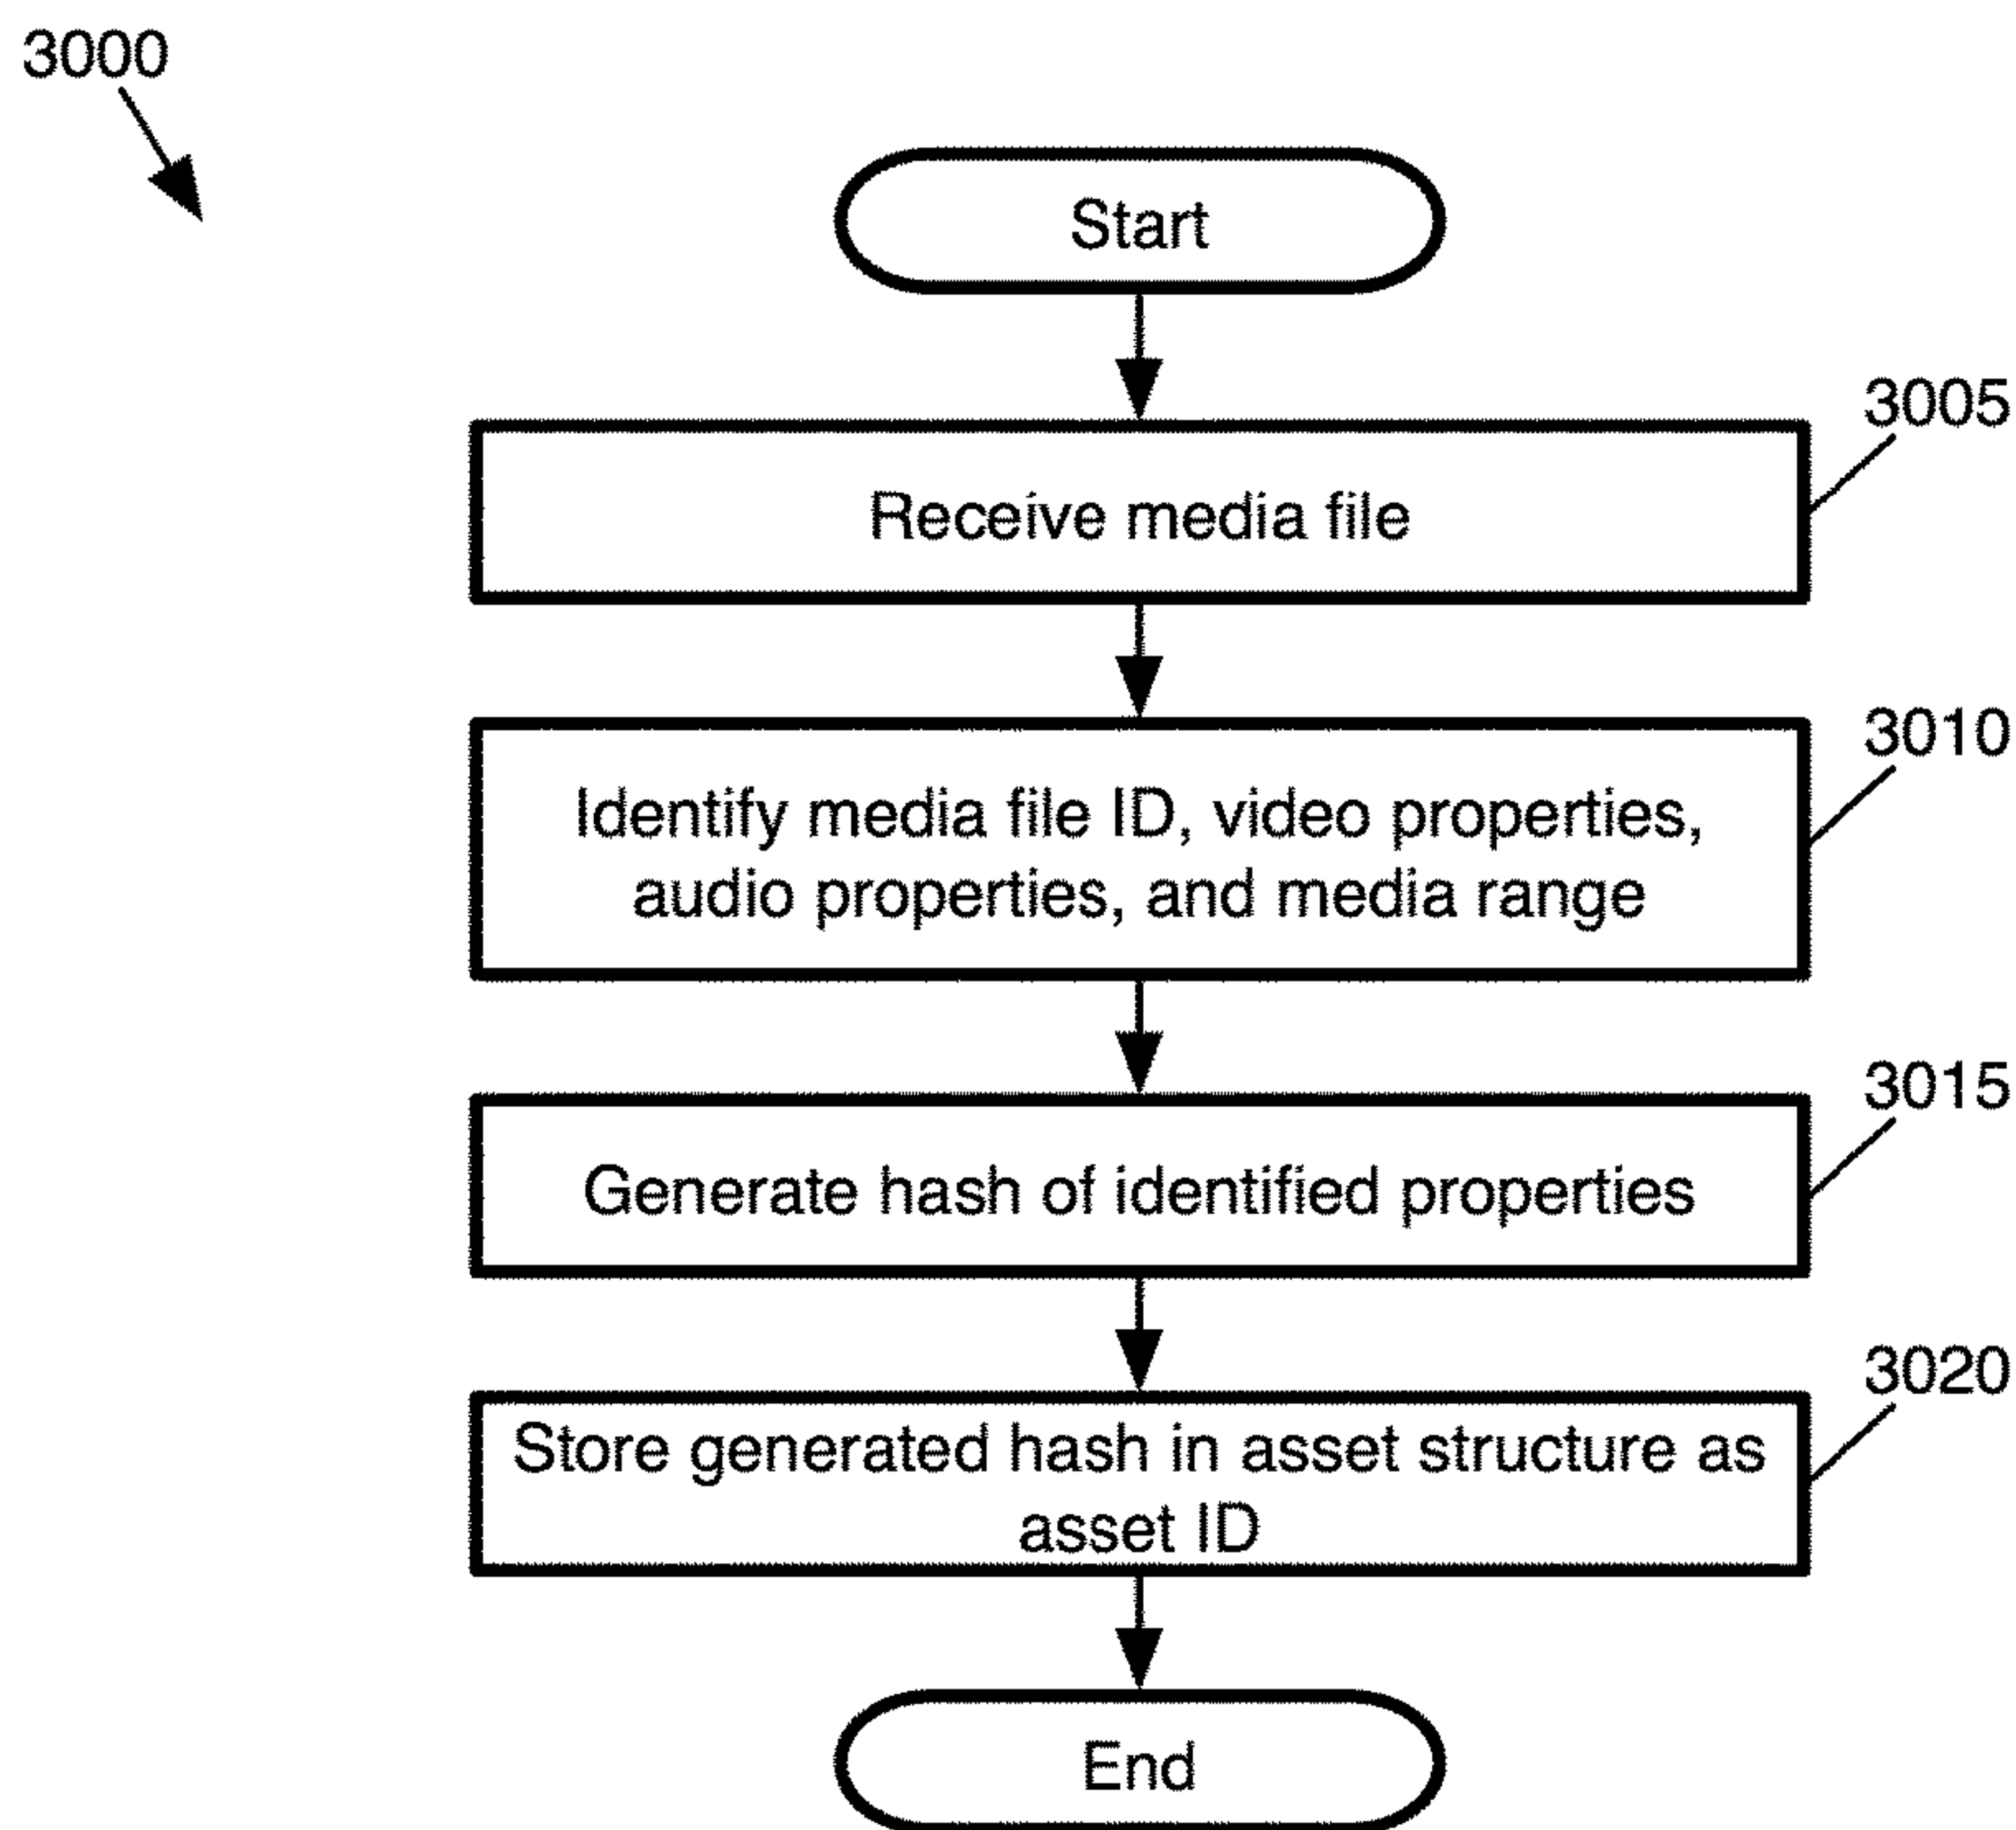 3000
Start
3005
Receive media file
3010
Identify media file ID, video properties,
audio properties, and media range
3015
Generate hash of identified properties
3020
Store generated hash in asset structure as
asset ID
End